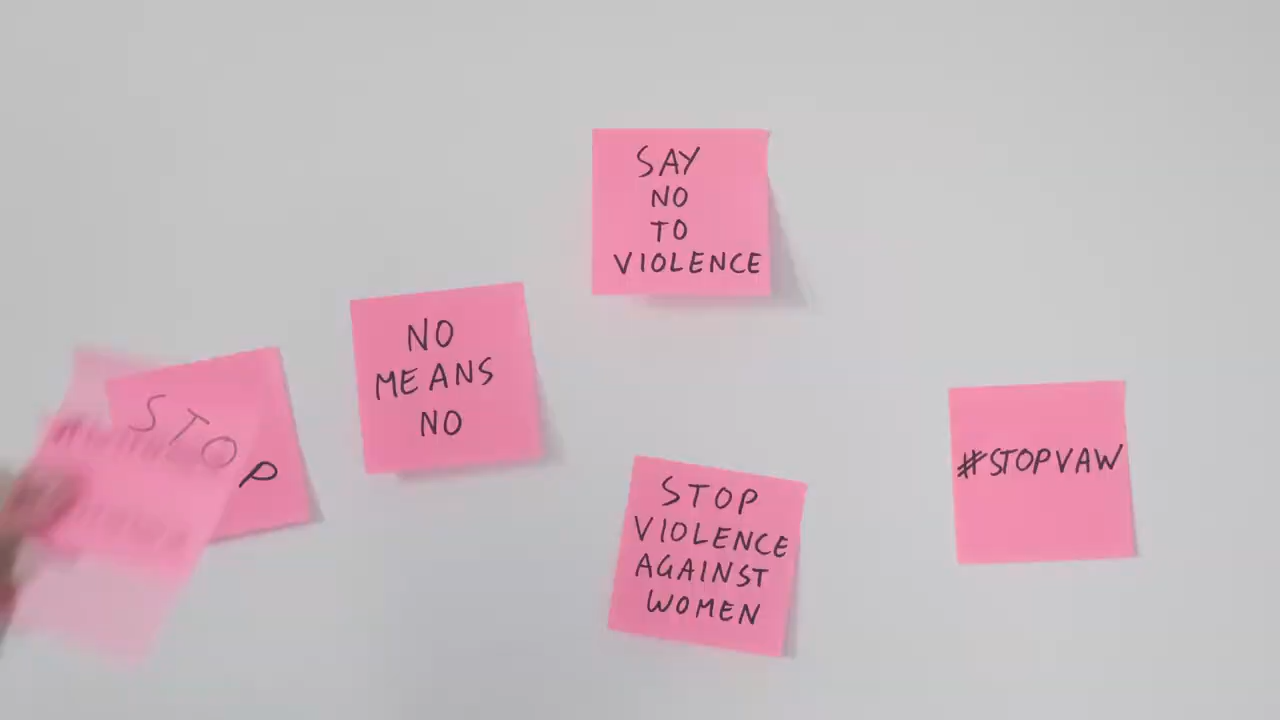 SAY
NO
TO
VIOLENCE
NO
MEANS
NO
STOP
STOP
VIOLENCE
AGAINST
WOMEN
#STOPVAW